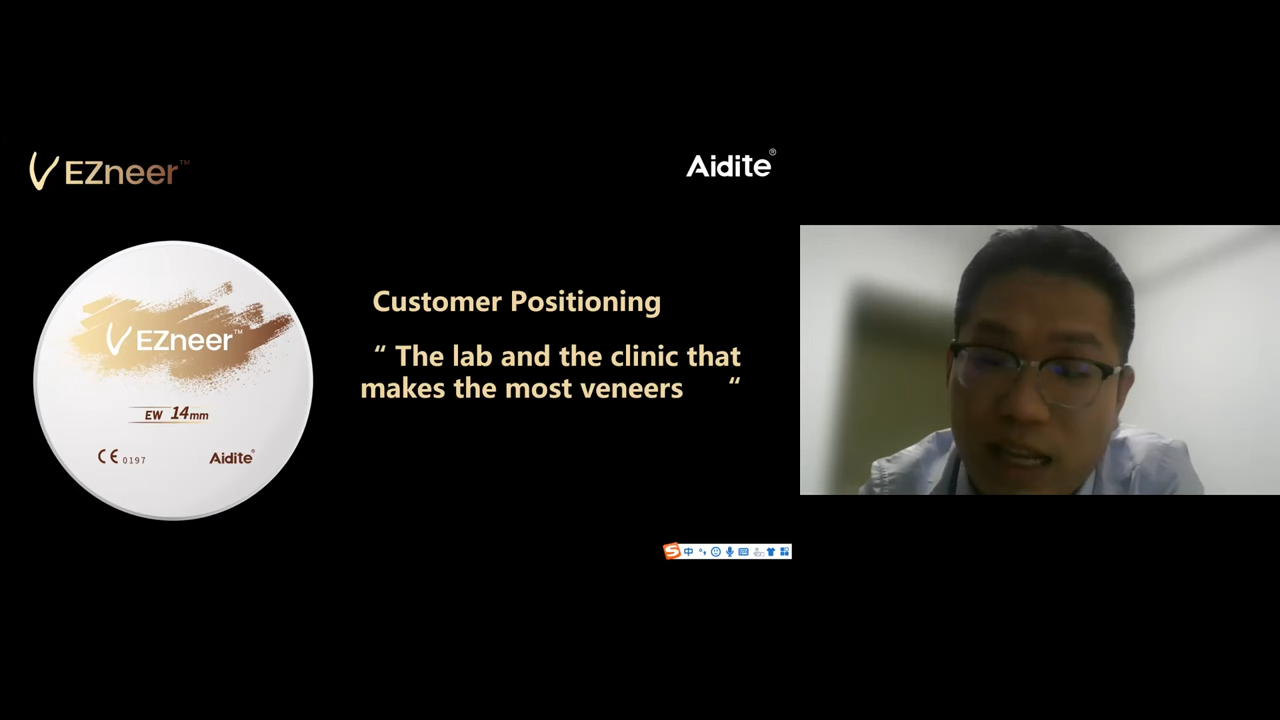 EZneer™
Aidite®
Customer Positioning
“ The lab and the clinic that
makes the most veneers “
EZneer™
EW 14mm
CE 0197
Aidite®
中